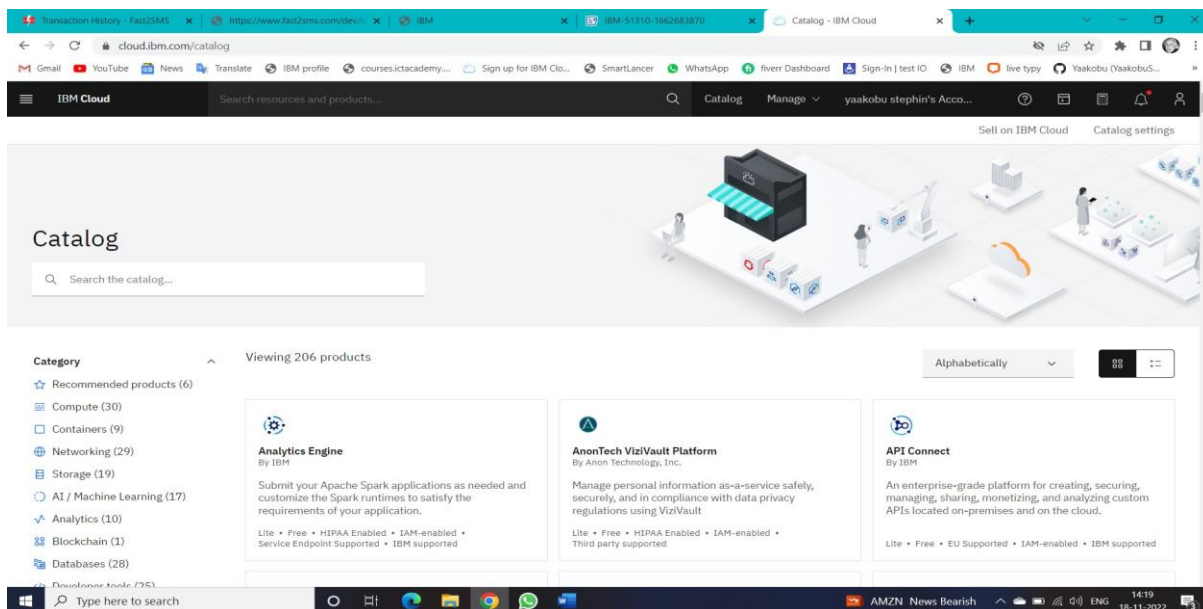 Transaction History - Fast2SMS
https://www.fast2sms.com/dev/
IBM
IBM-51310-1662683870
Catalog - IBM Cloud
cloud.ibm.com/catalog
Gmail
YouTube
News
Translate
IBM profile
courses.ictacademy....
Sign up for IBM Clo...
SmartLancer
WhatsApp
fiverr Dashboard
Sign-In | test IO
IBM
live typy
Yaakobu (YaakobuS...
IBM Cloud
Search resources and products...
Catalog
Manage
yaakobu stephin's Acco...
Sell on IBM Cloud
Catalog settings
Catalog
Search the catalog...
Category
Recommended products (6)
Compute (30)
Containers (9)
Networking (29)
Storage (19)
AI / Machine Learning (17)
Analytics (10)
Blockchain (1)
Databases (28)
Developer tools (25)
Viewing 206 products
Alphabetically
Analytics Engine
By IBM
Submit your Apache Spark applications as needed and
customize the Spark runtimes to satisfy the
requirements of your application.
Lite • Free • HIPAA Enabled • IAM-enabled •
Service Endpoint Supported • IBM supported
AnonTech ViziVault Platform
By Anon Technology, Inc.
Manage personal information as-a-service safely,
securely, and in compliance with data privacy
regulations using ViziVault
Lite • Free • HIPAA Enabled • IAM-enabled •
Third party supported
API Connect
By IBM
An enterprise-grade platform for creating, securing,
managing, sharing, monetizing, and analyzing custom
APIs located on-premises and on the cloud.
Lite • Free • EU Supported • IAM-enabled • IBM supported
Type here to search
AMZN News Bearish
ENG
14:19
18-11-2022